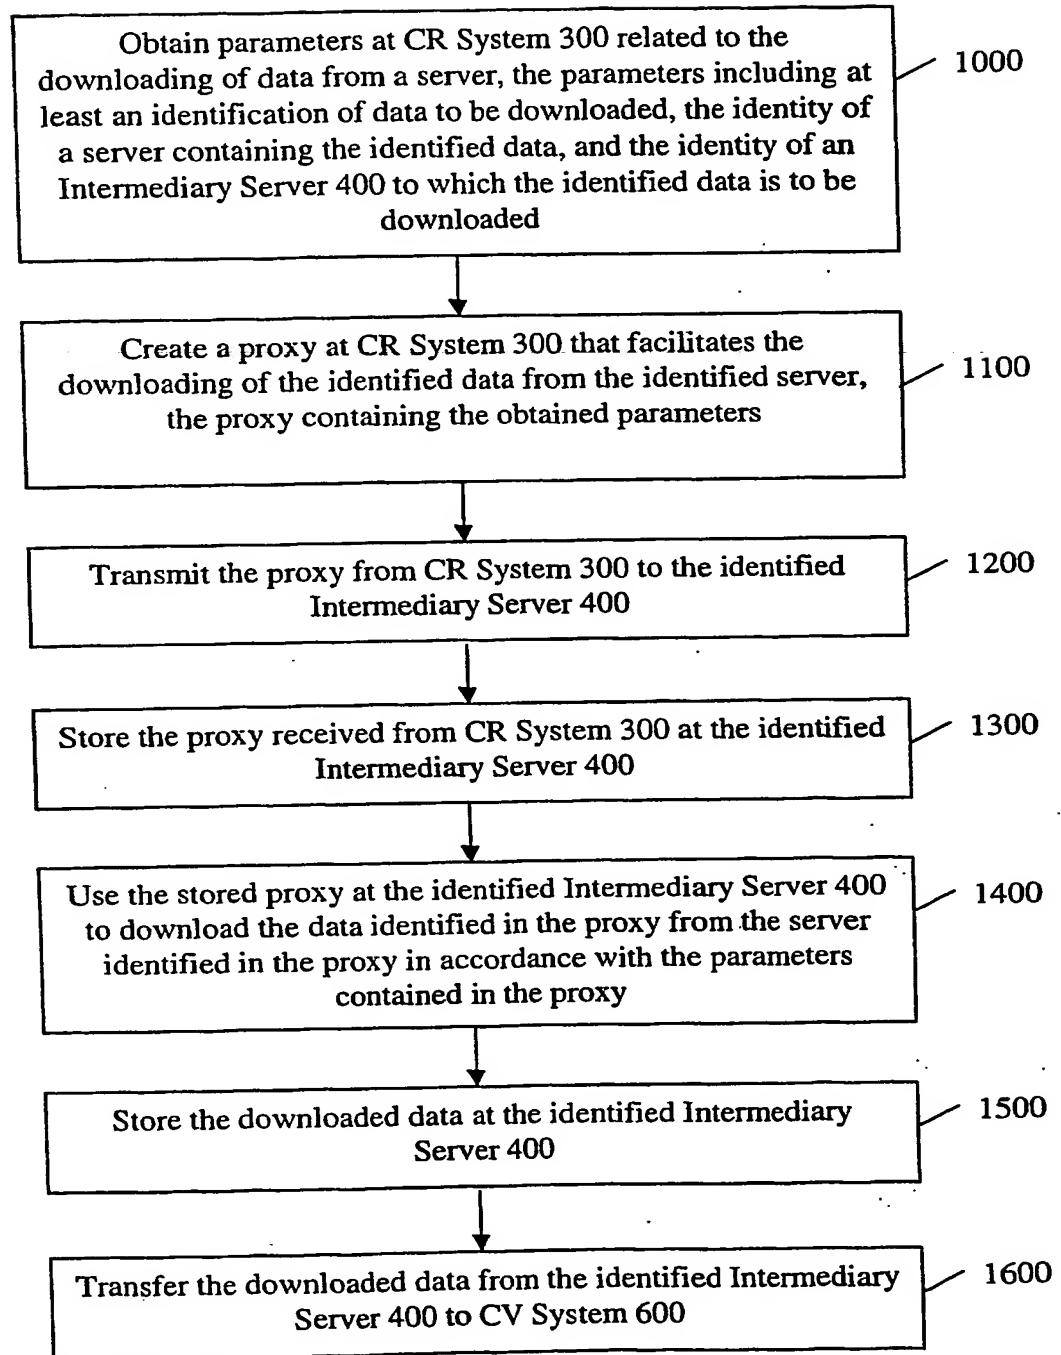 Obtain parameters at CR System 300 related to the
downloading of data from a server, the parameters including at
least an identification of data to be downloaded, the identity of
a server containing the identified data, and the identity of an
Intermediary Server 400 to which the identified data is to be
downloaded
1000
Create a proxy at CR System 300 that facilitates the
downloading of the identified data from the identified server,
the proxy containing the obtained parameters
1100
Transmit the proxy from CR System 300 to the identified
Intermediary Server 400
1200
Store the proxy received from CR System 300 at the identified
Intermediary Server 400
1300
Use the stored proxy at the identified Intermediary Server 400
to download the data identified in the proxy from the server
identified in the proxy in accordance with the parameters
contained in the proxy
1400
Store the downloaded data at the identified Intermediary
Server 400
1500
Transfer the downloaded data from the identified Intermediary
Server 400 to CV System 600
1600